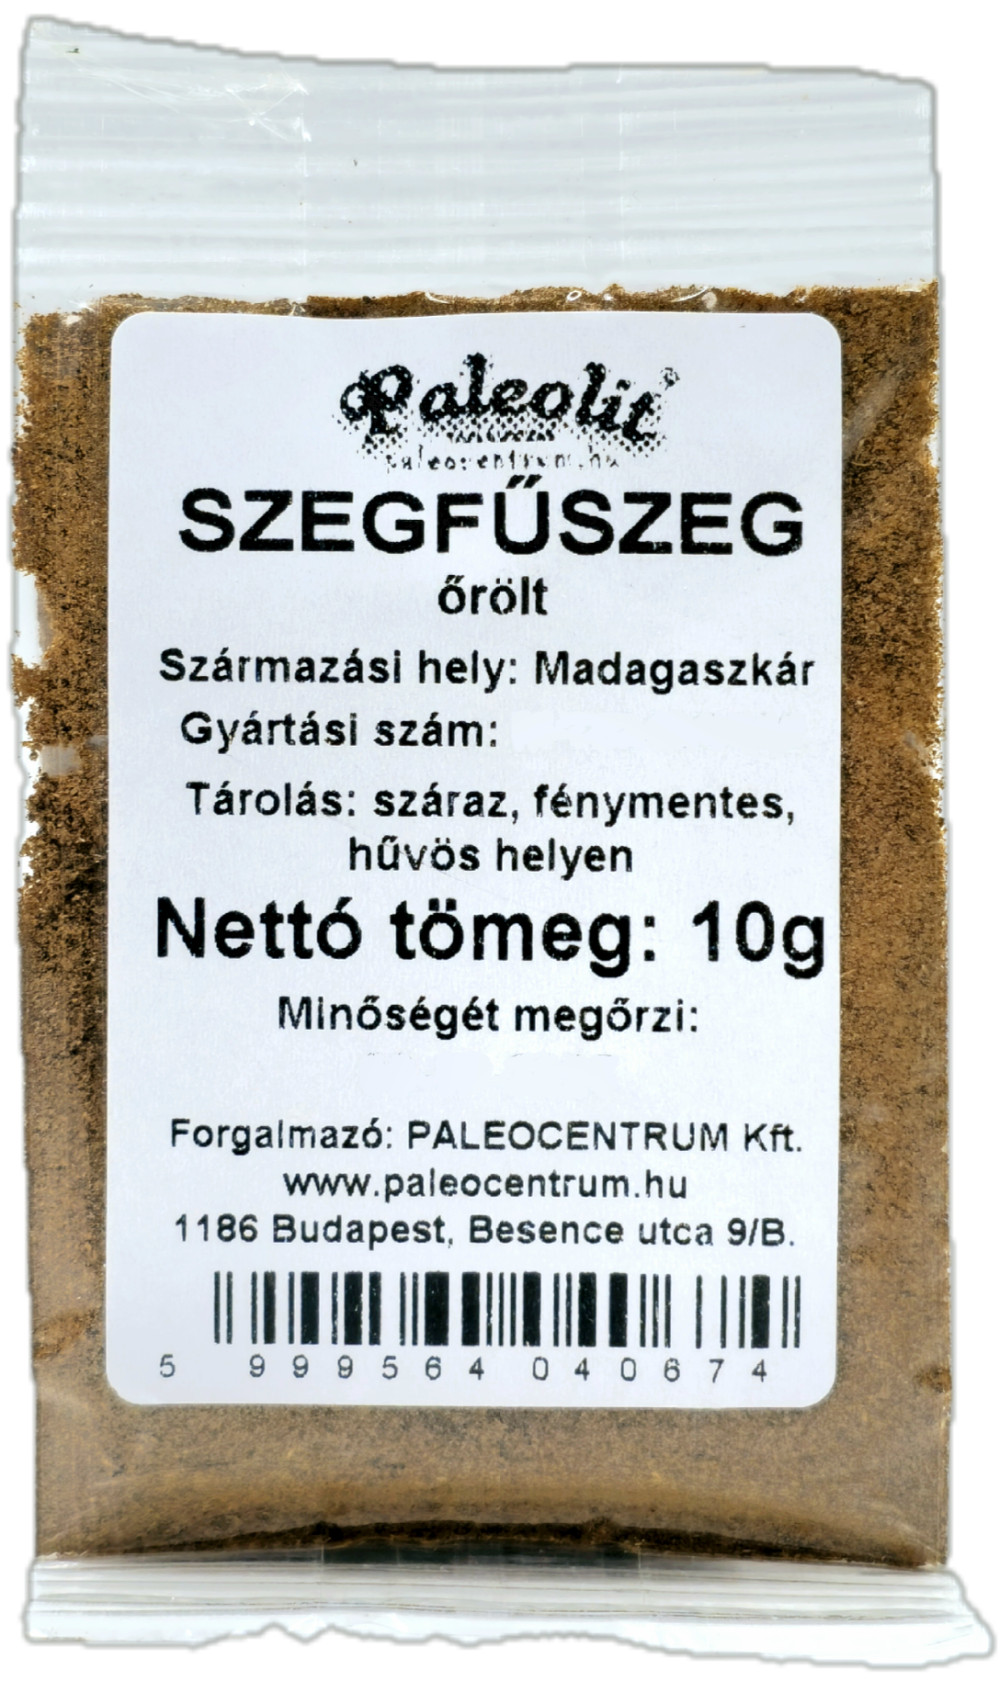 Paleolit
paleocentrum.hu
SZEGFŰSZEG
őrölt
Származási hely: Madagaszkár
Gyártási szám:
Tárolás: száraz, fénymentes,
hűvös helyen
Nettó tömeg: 10g
Minőségét megőrzi:
Forgalmazó: PALEOCENTRUM Kft.
www.paleocentrum.hu
1186 Budapest, Besence utca 9/B.
5 999564 040674